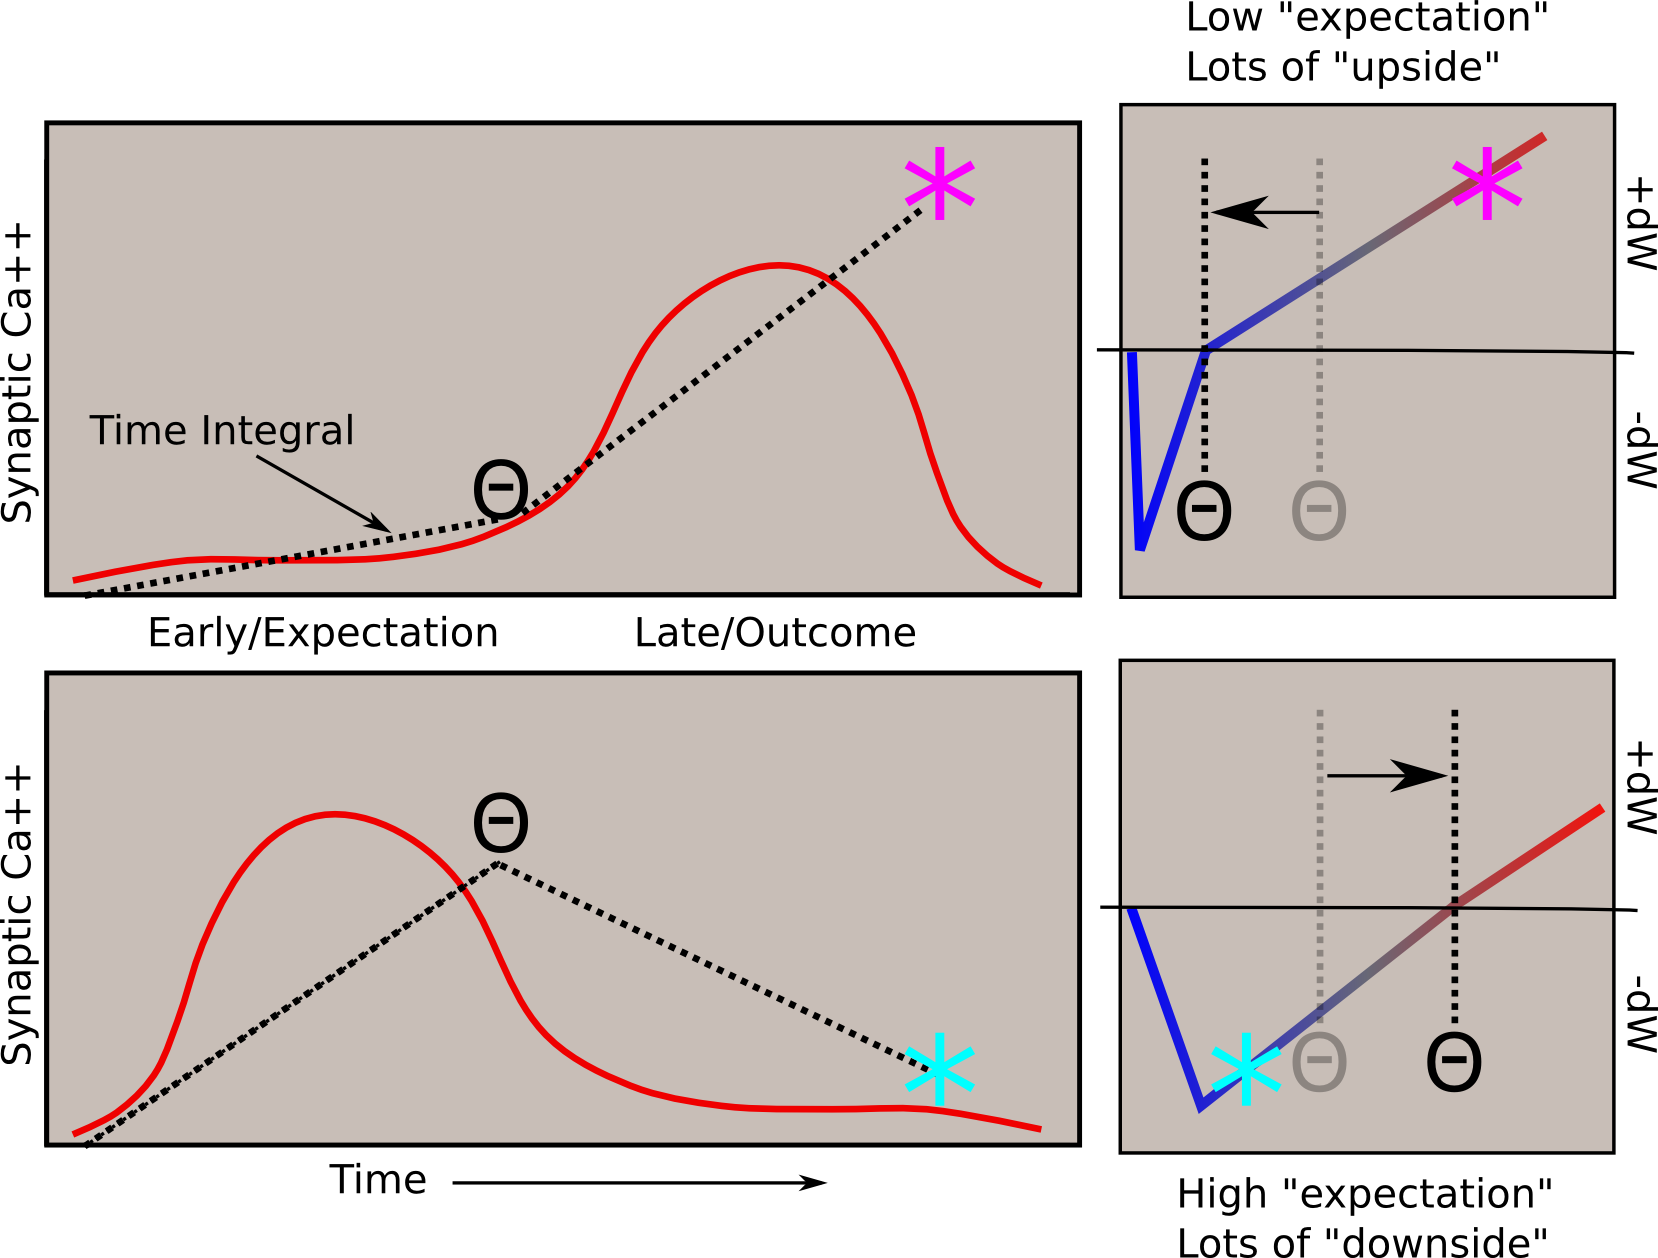 Low "expectation"
Lots of "upside"
Synaptic Ca++
Time Integral
Θ
Θ
Θ
+dW
-dW
Early/Expectation
Late/Outcome
Synaptic Ca++
Θ
Θ
Θ
+dW
-dW
Time
High "expectation"
Lots of "downside"